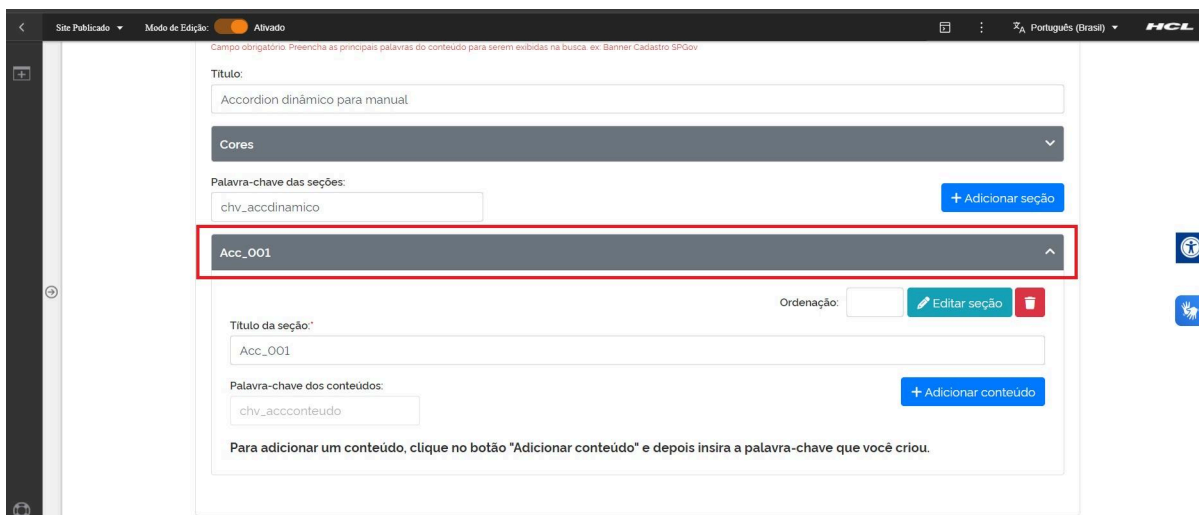 Site Publicado
Modo de Edição: Ativado
Português (Brasil)
HCL
Campo obrigatório. Preencha as principais palavras do conteúdo para serem exibidas na busca. ex: Banner Cadastro SPGov
Título:
Accordion dinâmico para manual
Cores
Palavra-chave das seções:
chv_accdinamico
+ Adicionar seção
Acc_001
Ordenação:
Editar seção
Título da seção:*
Acc_001
Palavra-chave dos conteúdos:
chv_accconteudo
+ Adicionar conteúdo
Para adicionar um conteúdo, clique no botão "Adicionar conteúdo" e depois insira a palavra-chave que você criou.